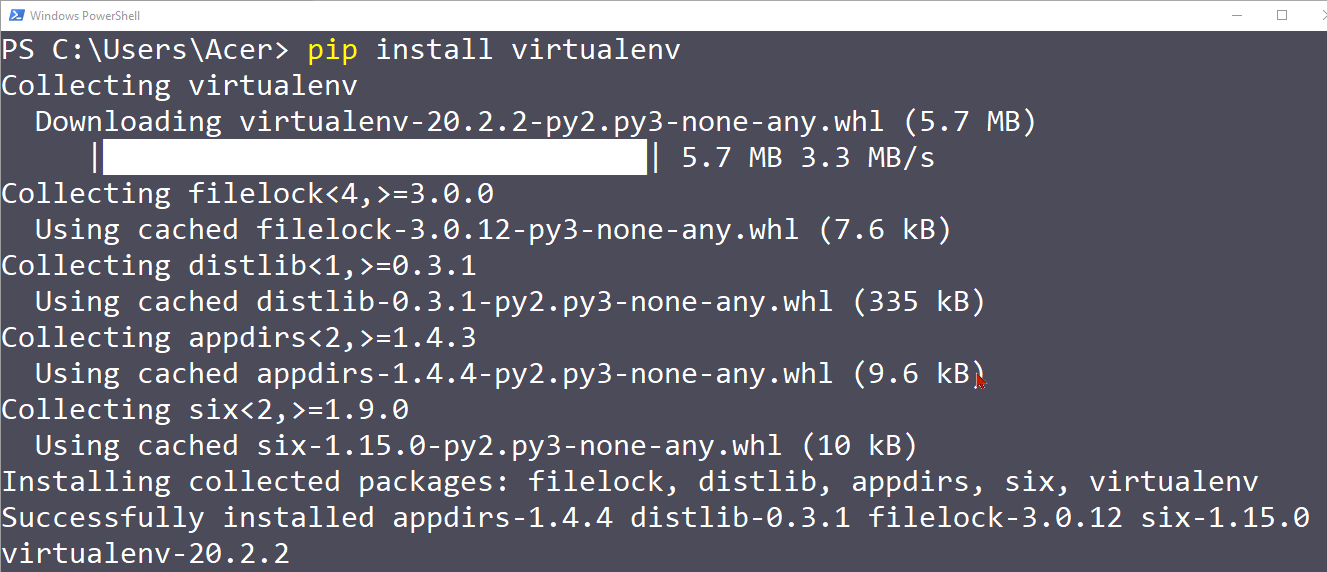 Windows PowerShell
PS C:\Users\Acer> pip install virtualenv
Collecting virtualenv
  Downloading virtualenv-20.2.2-py2.py3-none-any.whl (5.7 MB)
     || 5.7 MB 3.3 MB/s
Collecting filelock<4,>=3.0.0
  Using cached filelock-3.0.12-py3-none-any.whl (7.6 kB)
Collecting distlib<1,>=0.3.1
  Using cached distlib-0.3.1-py2.py3-none-any.whl (335 kB)
Collecting appdirs<2,>=1.4.3
  Using cached appdirs-1.4.4-py2.py3-none-any.whl (9.6 kB)
Collecting six<2,>=1.9.0
  Using cached six-1.15.0-py2.py3-none-any.whl (10 kB)
Installing collected packages: filelock, distlib, appdirs, six, virtualenv
Successfully installed appdirs-1.4.4 distlib-0.3.1 filelock-3.0.12 six-1.15.0
virtualenv-20.2.2